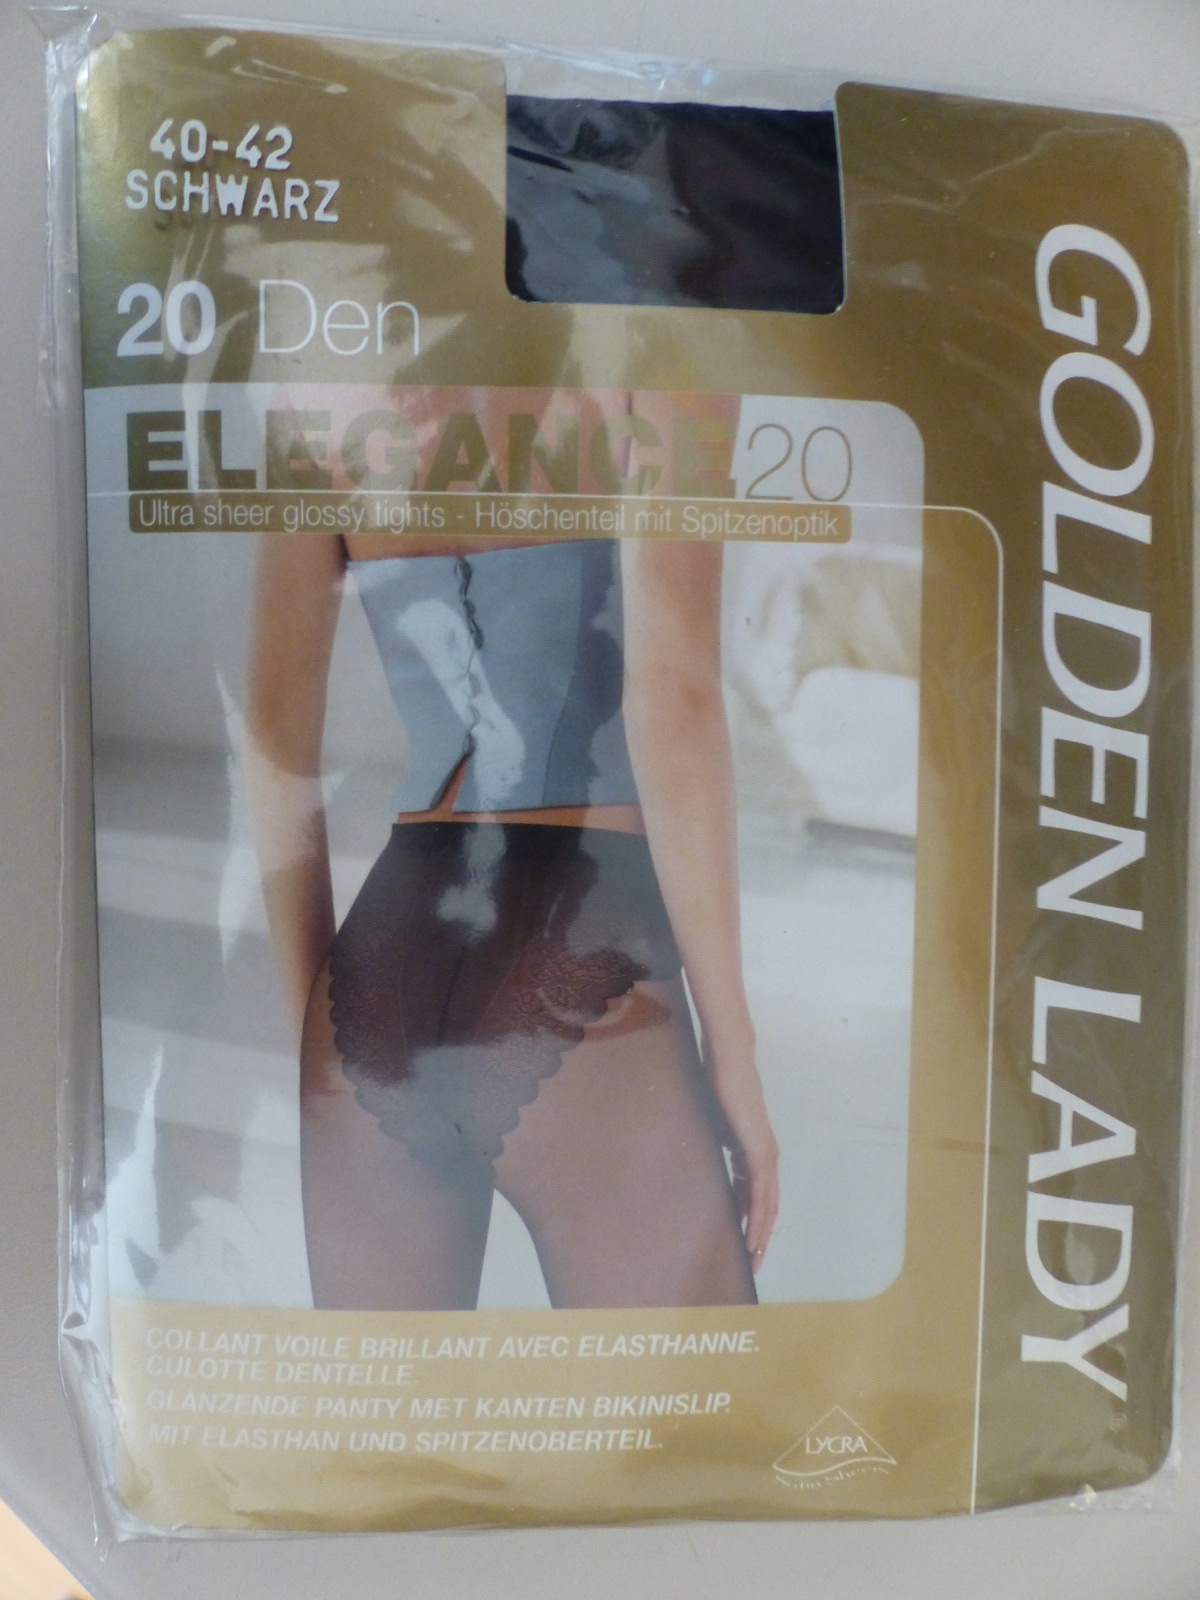 40-42
SCHWARZ
20 Den
ELEGANCE20
Ultra sheer glossy tights - Höschenteil mit Spitzenoptik
GOLDEN LADY®
COLLANT VOILE BRILLANT AVEC ELASTHANNE.
CULOTTE DENTELLE.
GLANZENDE PANTY MET KANTEN BIKINISLIP.
MIT ELASTHAN UND SPITZENOBERTEIL.
LYCRA